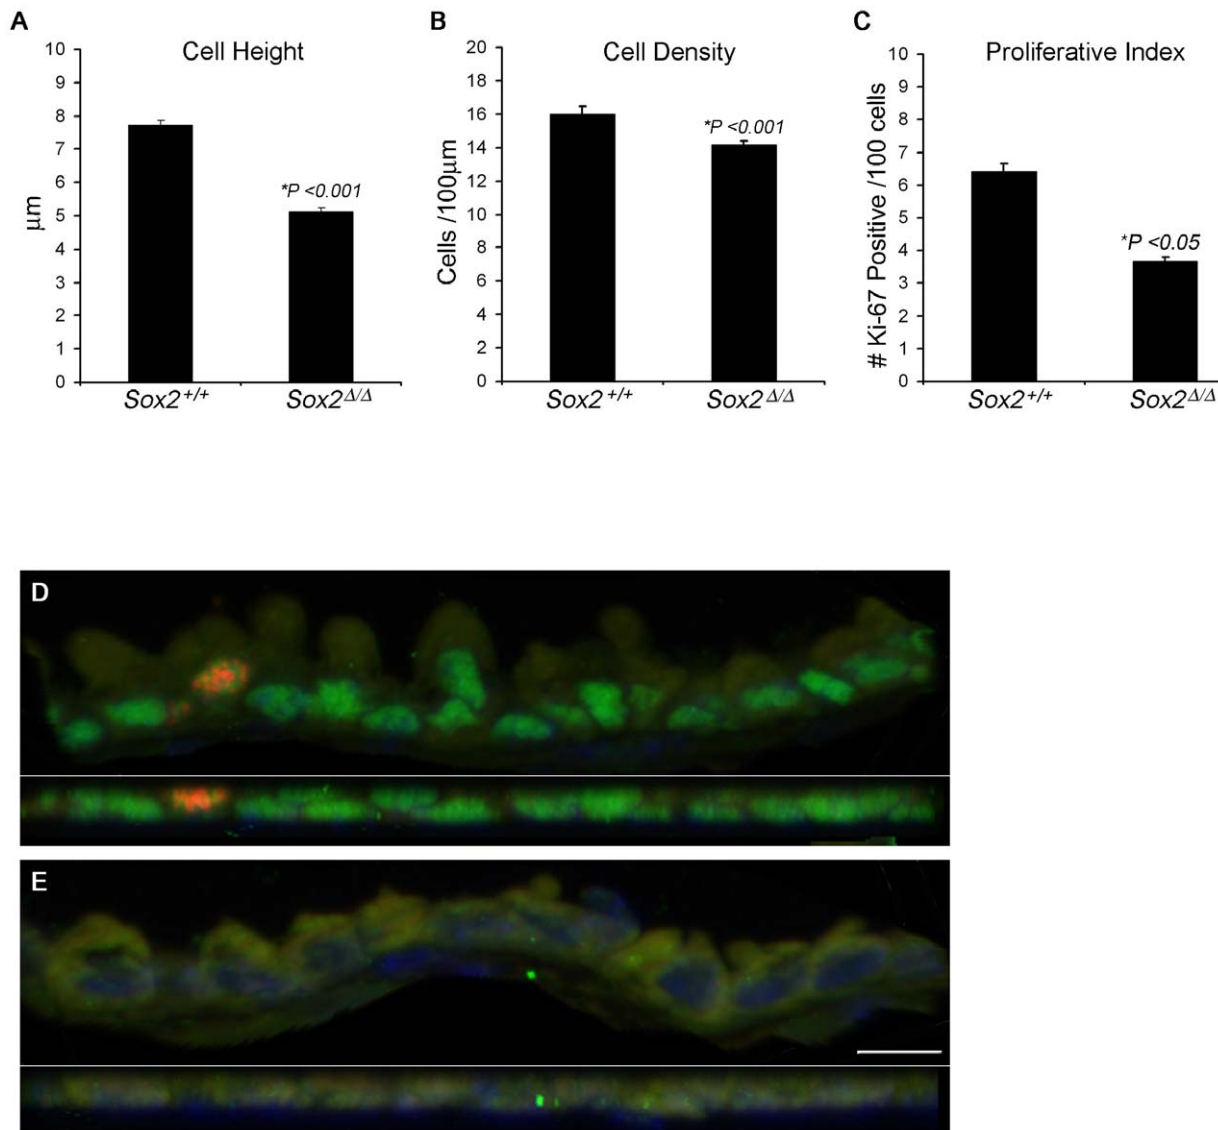 A
Cell Height
10
9
8
7
6
5
4
3
2
1
0
µm
*P <0.001
Sox2+/+
Sox2Δ/Δ
B
Cell Density
20
18
16
14
12
10
8
6
4
2
0
Cells /100µm
*P <0.001
Sox2+/+
Sox2Δ/Δ
C
Proliferative Index
10
9
8
7
6
5
4
3
2
1
0
# Ki-67 Positive /100 cells
*P <0.05
Sox2+/+
Sox2Δ/Δ
D
E